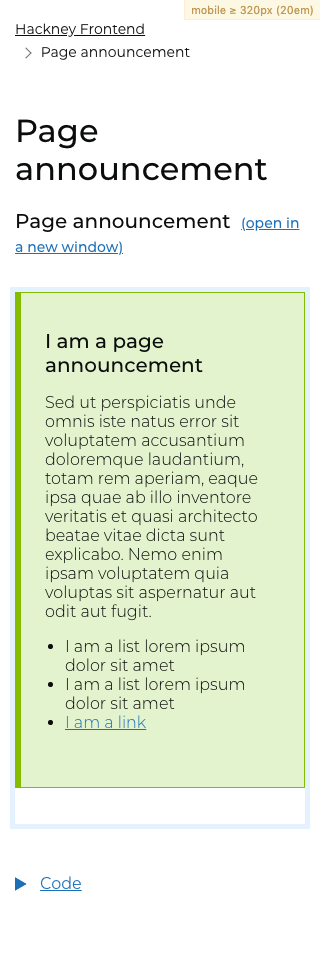 mobile ≥ 320px (20em)
Hackney Frontend
Page announcement
Page
announcement
Page announcement (open in
a new window)
I am a page
announcement
Sed ut perspiciatis unde
omnis iste natus error sit
voluptatem accusantium
doloremque laudantium,
totam rem aperiam, eaque
ipsa quae ab illo inventore
veritatis et quasi architecto
beatae vitae dicta sunt
explicabo. Nemo enim
ipsam voluptatem quia
voluptas sit aspernatur aut
odit aut fugit.
I am a list lorem ipsum
dolor sit amet
I am a list lorem ipsum
dolor sit amet
I am a link
Code